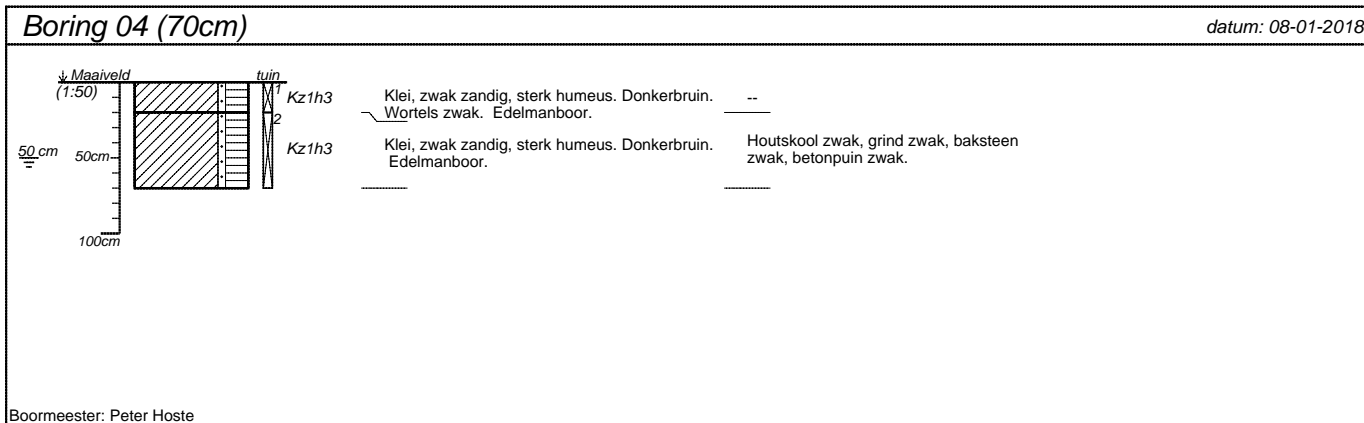 Boring 04 (70cm) datum: 08-01-2018
Maaiveld tuin
(1:50)
1
Kz1h3 Klei, zwak zandig, sterk humeus. Donkerbruin. --
Wortels zwak. Edelmanboor.
2
Kz1h3 Klei, zwak zandig, sterk humeus. Donkerbruin. Houtskool zwak, grind zwak, baksteen
Edelmanboor. zwak, betonpuin zwak.
50 cm 50cm
100cm
Boormeester: Peter Hoste